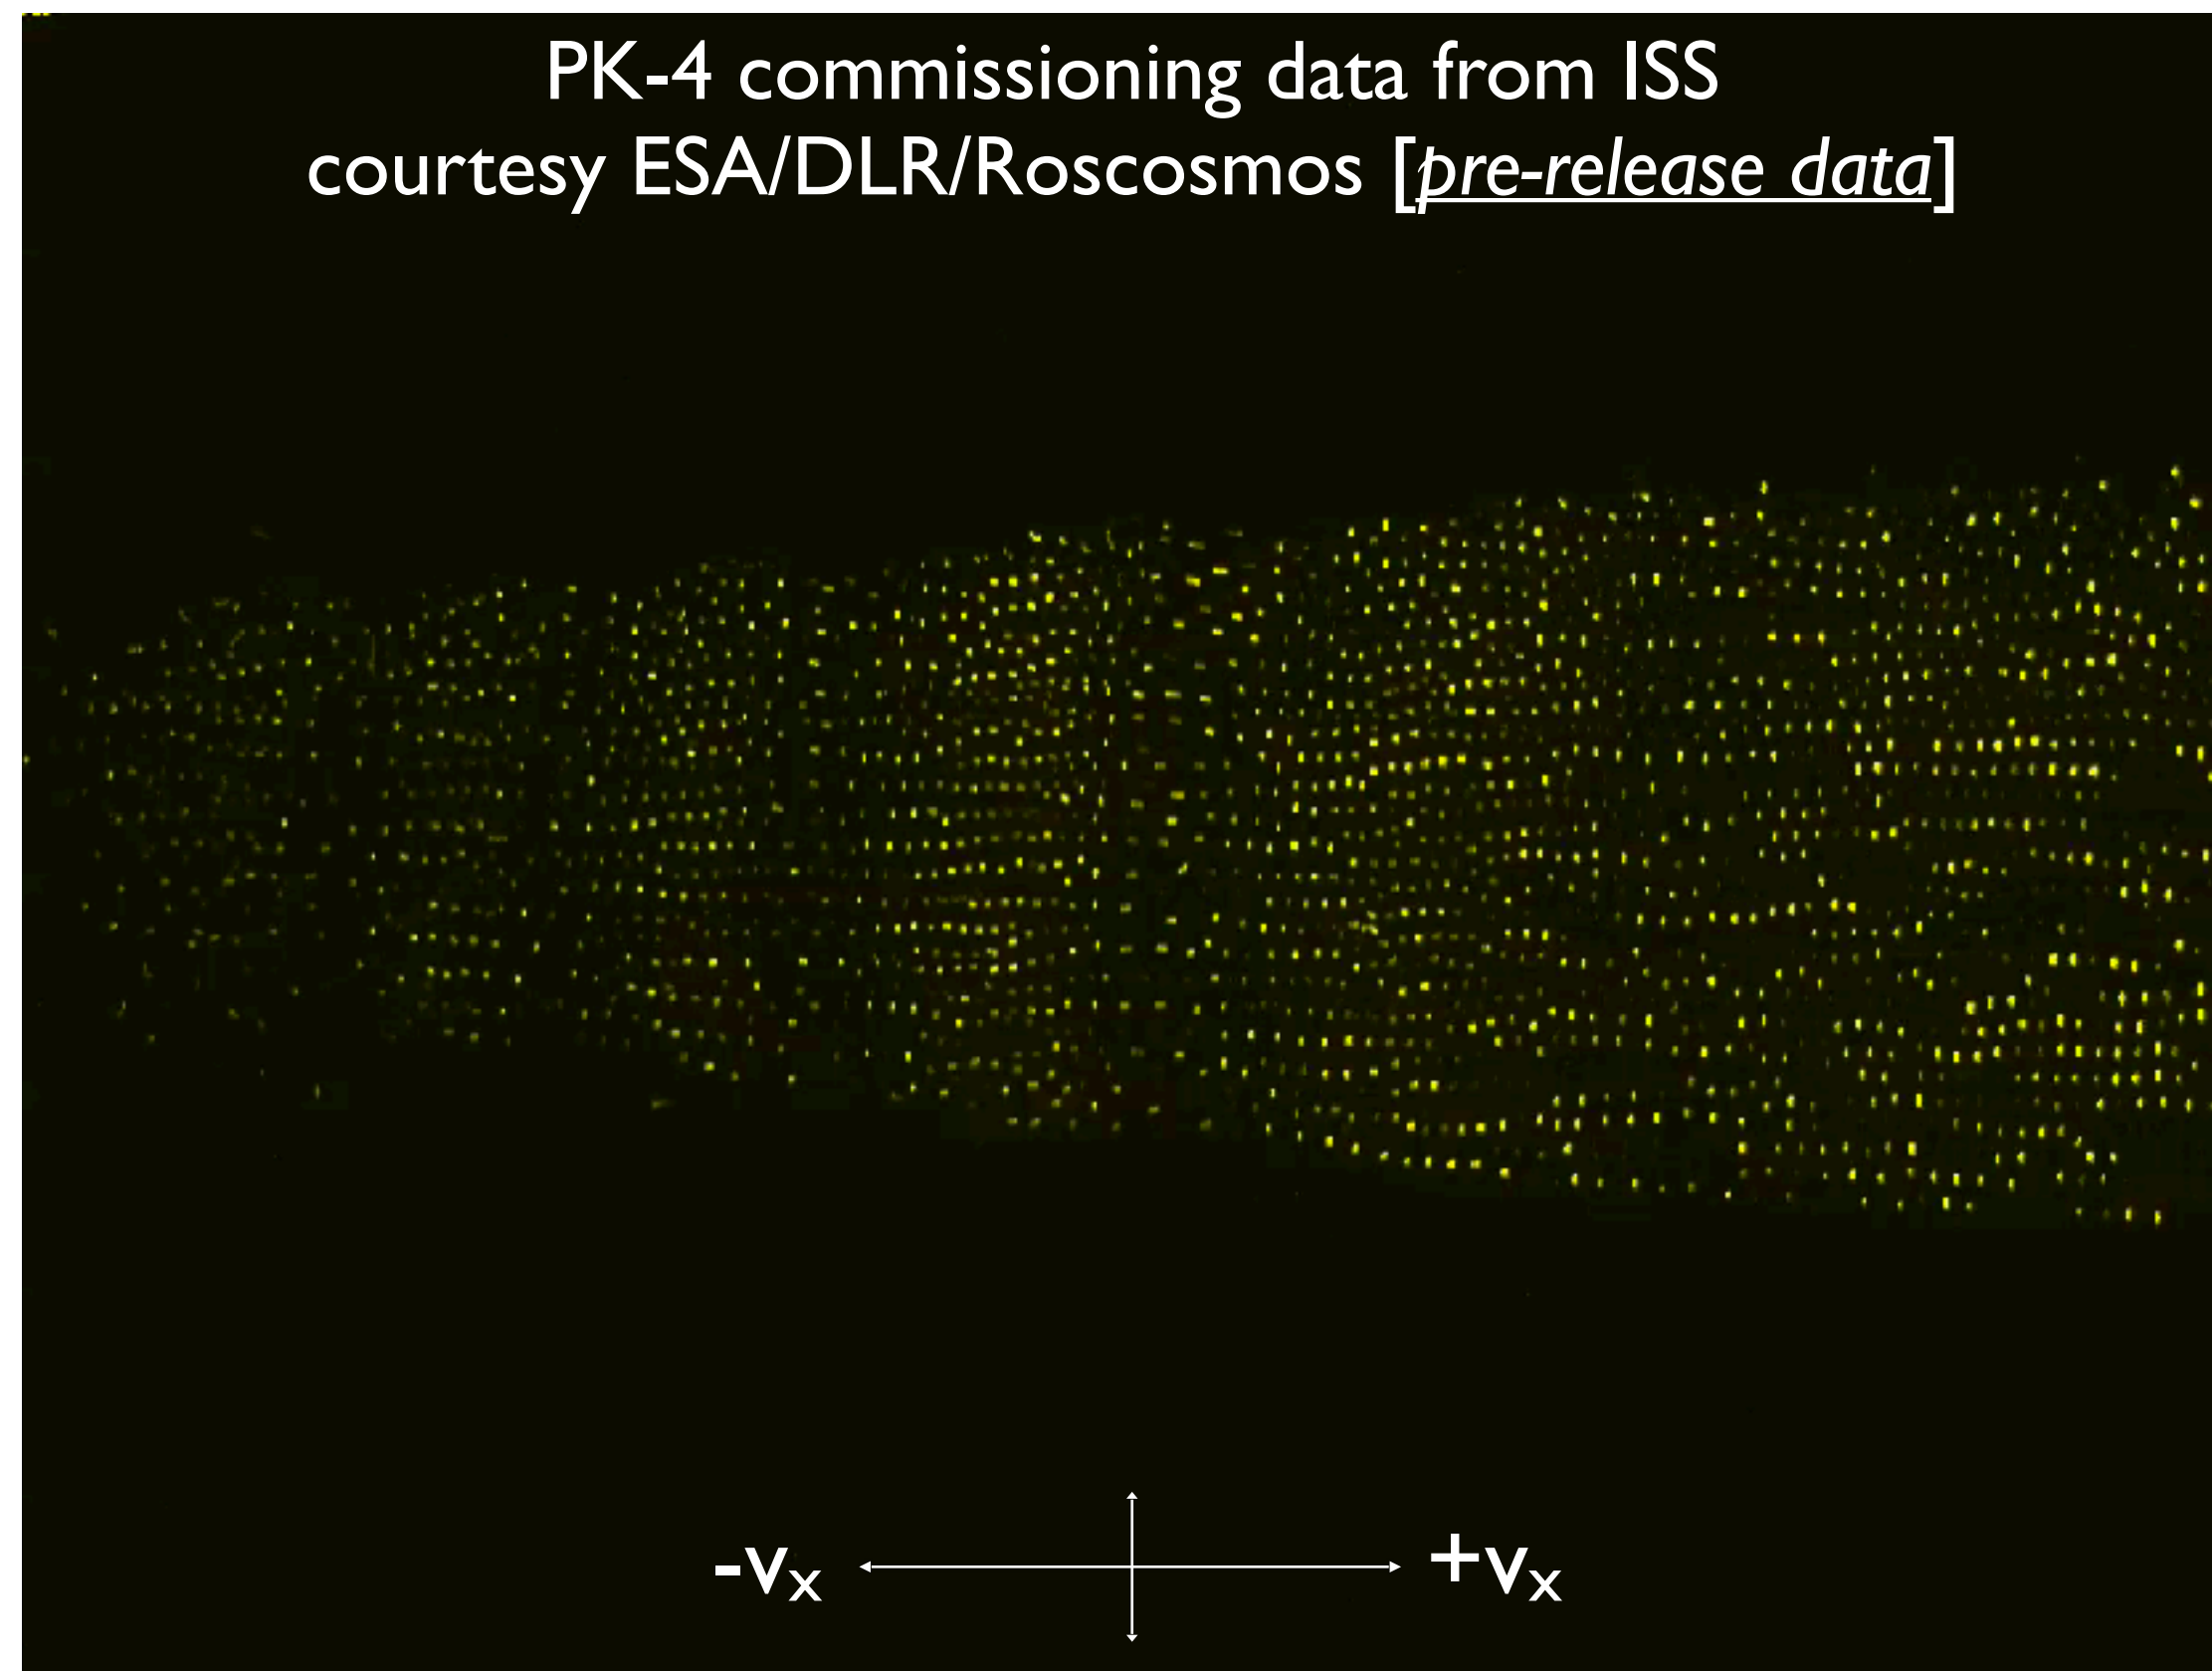 PK-4 commissioning data from ISS
courtesy ESA/DLR/Roscosmos [pre-release data]
-vx +vx